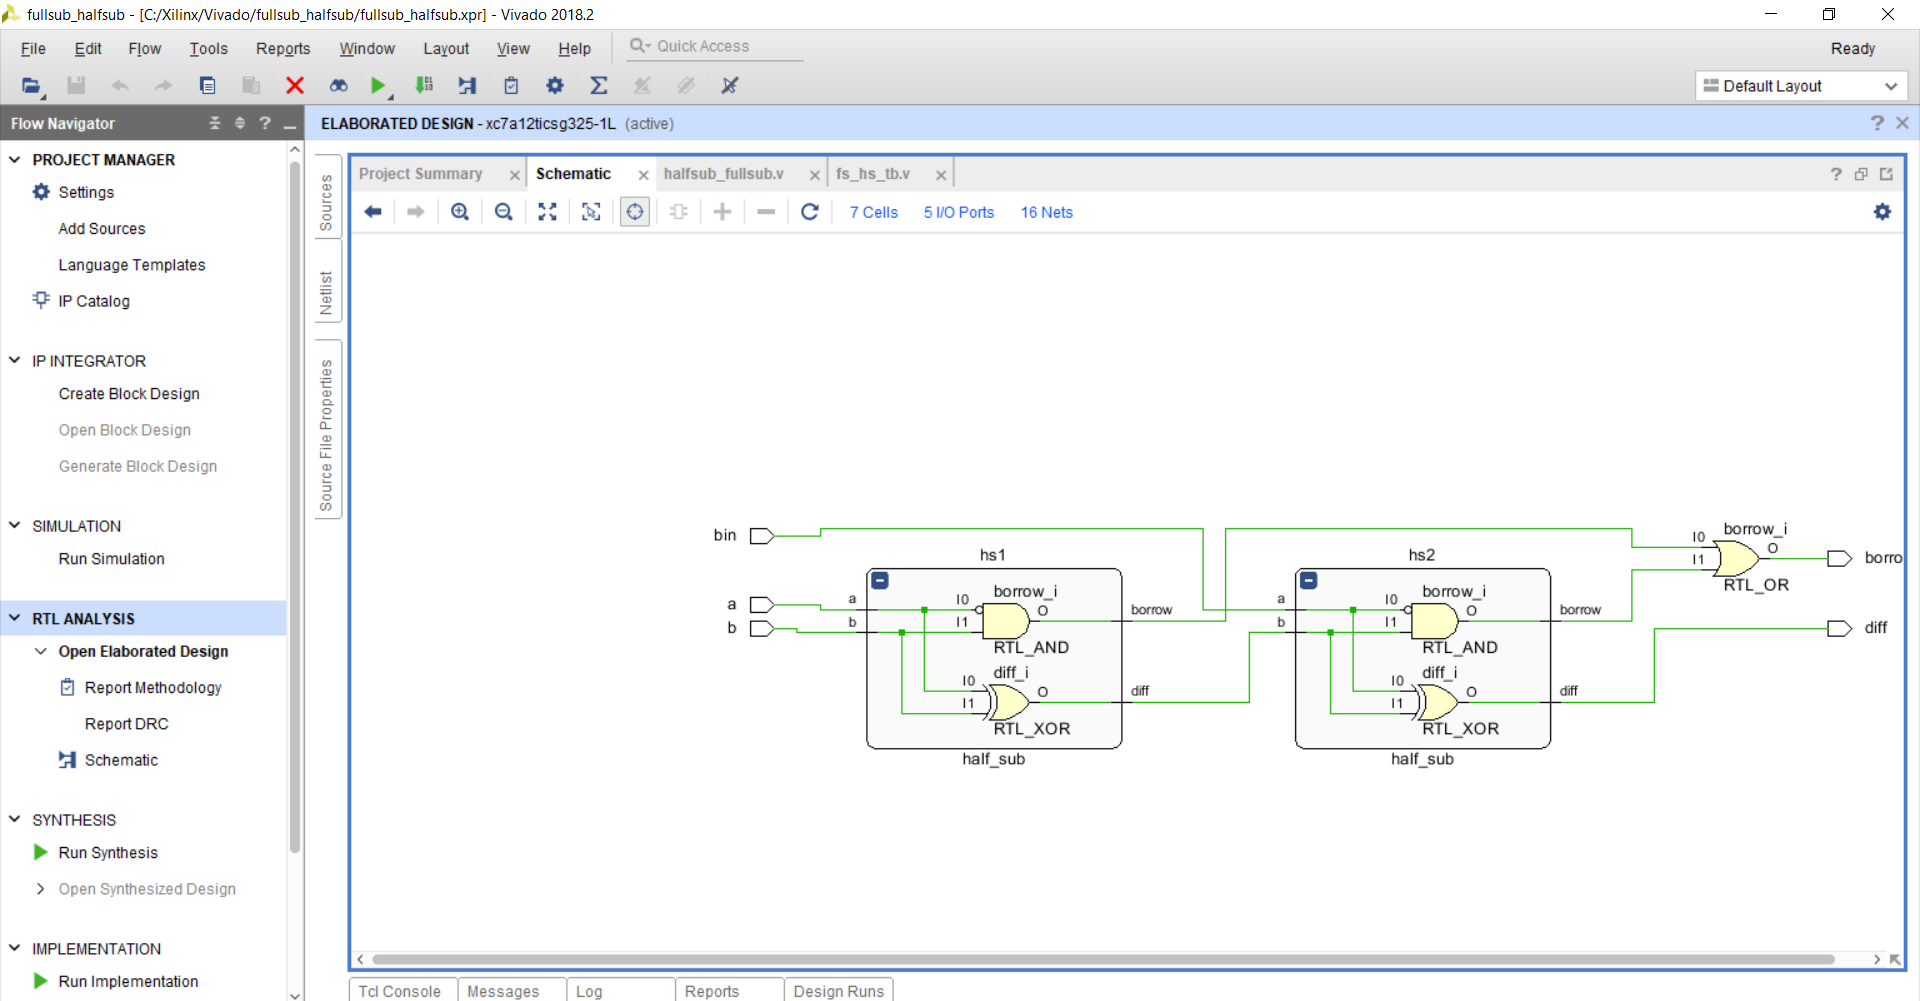 fullsub_halfsub - [C:/Xilinx/Vivado/fullsub_halfsub/fullsub_halfsub.xpr] - Vivado 2018.2
File Edit Flow Tools Reports Window Layout View Help Quick Access Ready
Default Layout
Flow Navigator
ELABORATED DESIGN - xc7a12ticsg325-1L (active)
PROJECT MANAGER
Settings
Add Sources
Language Templates
IP Catalog
IP INTEGRATOR
Create Block Design
Open Block Design
Generate Block Design
SIMULATION
Run Simulation
RTL ANALYSIS
Open Elaborated Design
Report Methodology
Report DRC
Schematic
SYNTHESIS
Run Synthesis
Open Synthesized Design
IMPLEMENTATION
Run Implementation
Sources
Netlist
Source File Properties
Project Summary Schematic halfsub_fullsub.v fs_hs_tb.v
7 Cells 5 I/O Ports 16 Nets
bin
a
b
hs1
a
b
I0
I1
borrow_i
O
RTL_AND
borrow
I0
I1
diff_i
O
RTL_XOR
diff
half_sub
hs2
a
b
I0
I1
borrow_i
O
RTL_AND
borrow
I0
I1
diff_i
O
RTL_XOR
diff
half_sub
I0
I1
borrow_i
O
RTL_OR
borro
diff
Tcl Console Messages Log Reports Design Runs